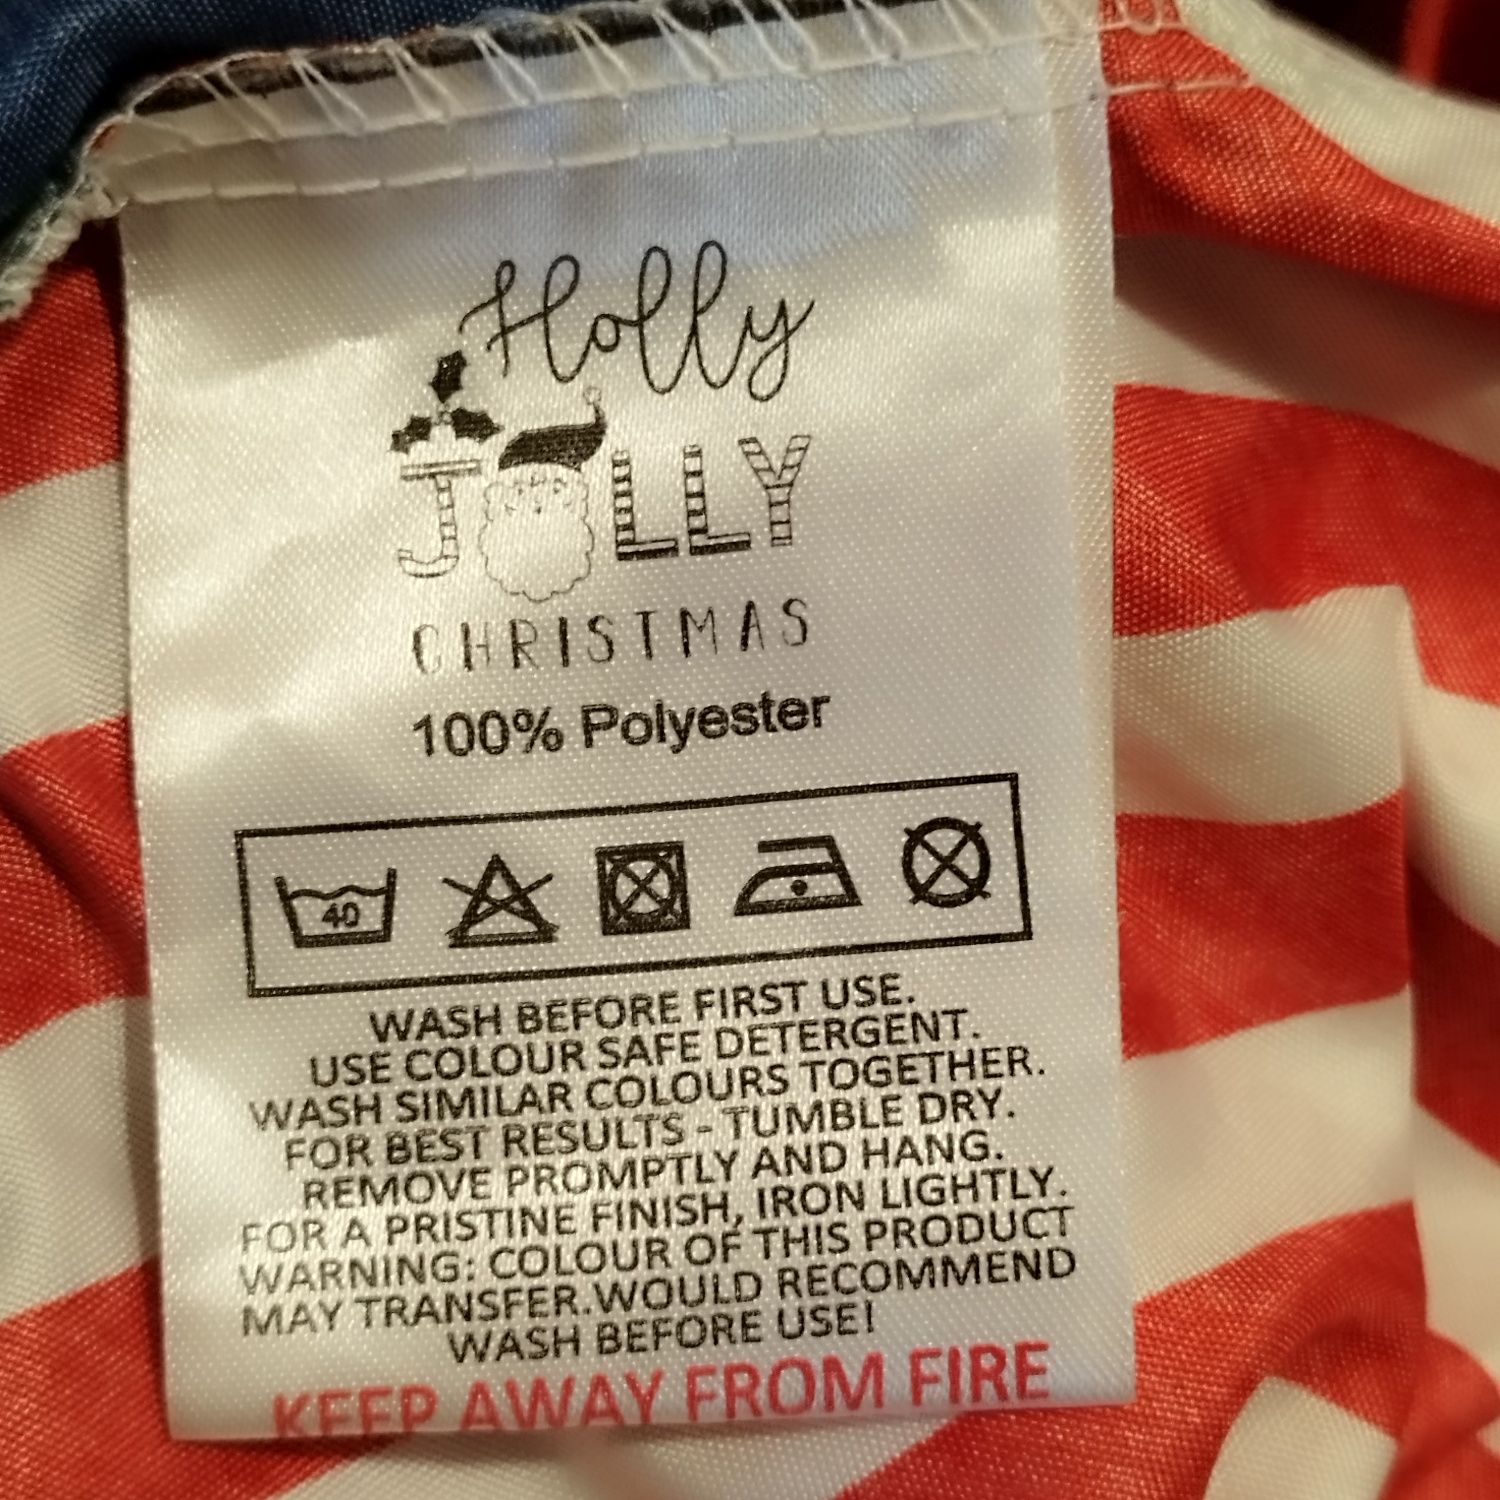 Holly
JOLLY
CHRISTMAS
100% Polyester
40
WASH BEFORE FIRST USE.
USE COLOUR SAFE DETERGENT.
WASH SIMILAR COLOURS TOGETHER.
FOR BEST RESULTS - TUMBLE DRY.
REMOVE PROMPTLY AND HANG.
FOR A PRISTINE FINISH, IRON LIGHTLY.
WARNING: COLOUR OF THIS PRODUCT
MAY TRANSFER.WOULD RECOMMEND
WASH BEFORE USE!
KEEP AWAY FROM FIRE